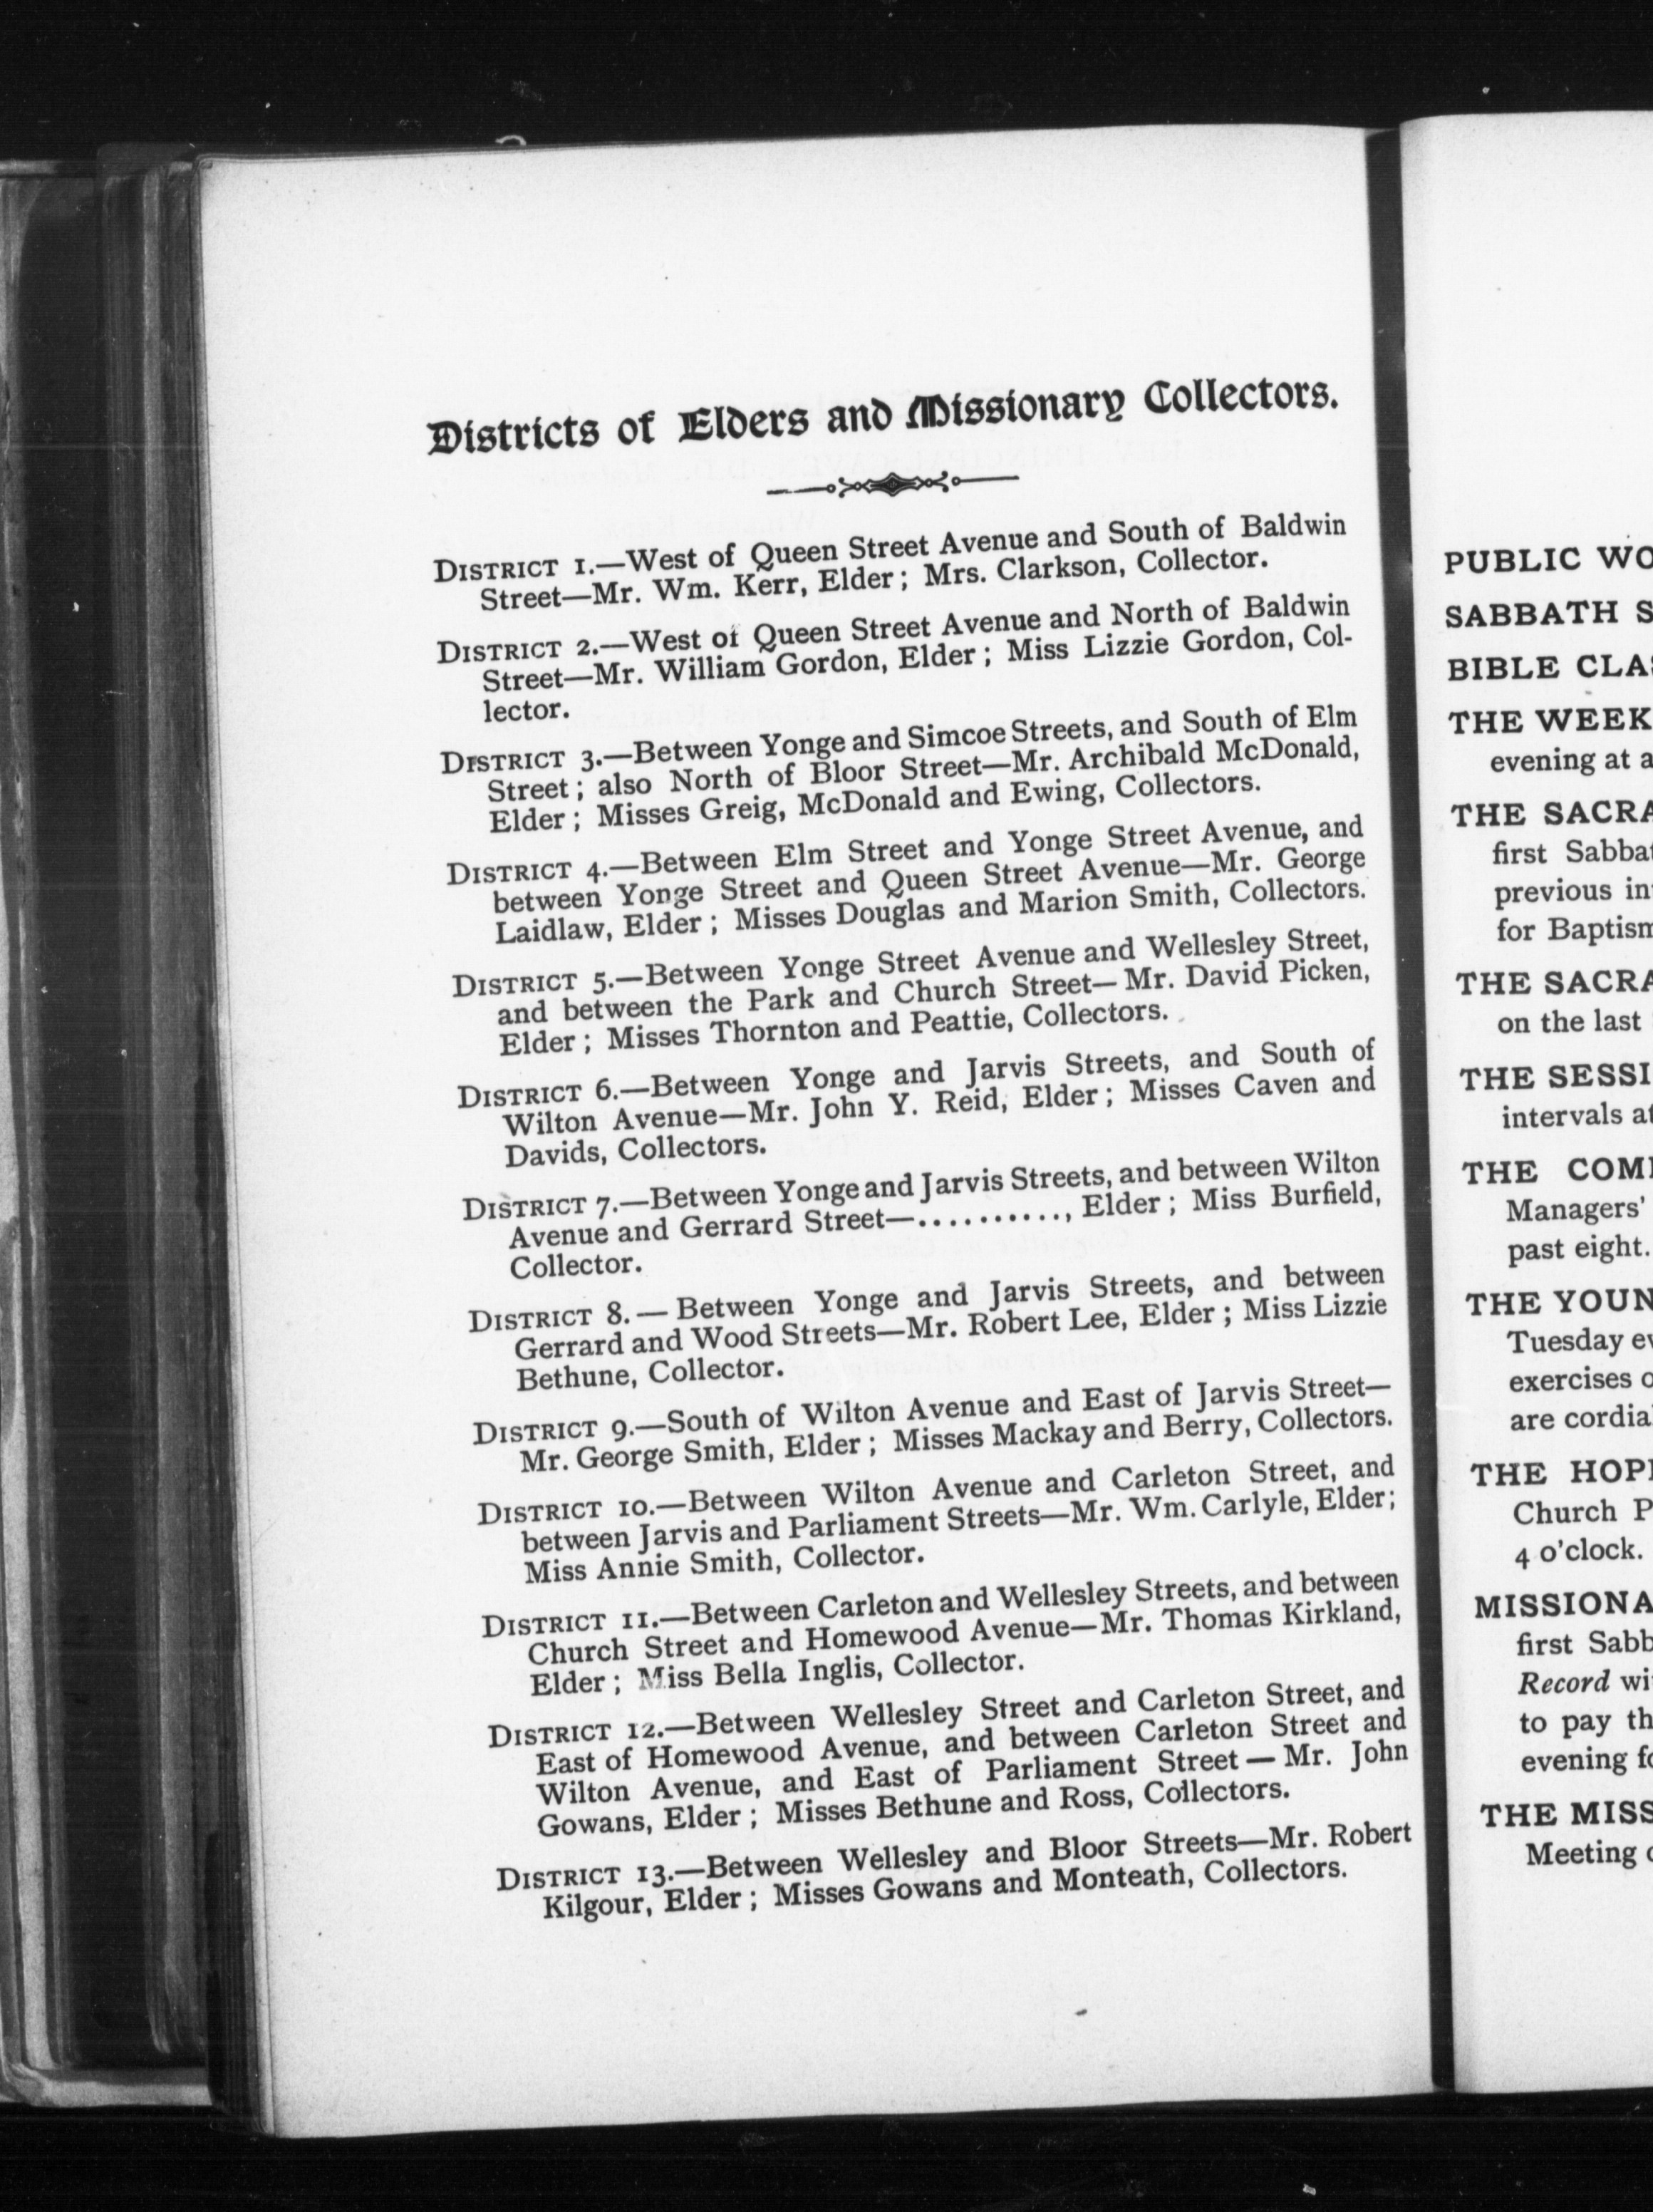 Districts of Elders and Missionary Collectors.
DISTRICT 1.—West of Queen Street Avenue and South of Baldwin
Street—Mr. Wm. Kerr, Elder; Mrs. Clarkson, Collector.
DISTRICT 2.—West of Queen Street Avenue and North of Baldwin
Street—Mr. William Gordon, Elder; Miss Lizzie Gordon, Col-
lector.
DISTRICT 3.—Between Yonge and Simcoe Streets, and South of Elm
Street; also North of Bloor Street—Mr. Archibald McDonald,
Elder; Misses Greig, McDonald and Ewing, Collectors.
DISTRICT 4.—Between Elm Street and Yonge Street Avenue, and
between Yonge Street and Queen Street Avenue—Mr. George
Laidlaw, Elder; Misses Douglas and Marion Smith, Collectors.
DISTRICT 5.—Between Yonge Street Avenue and Wellesley Street,
and between the Park and Church Street—Mr. David Picken,
Elder; Misses Thornton and Peattie, Collectors.
DISTRICT 6.—Between Yonge and Jarvis Streets, and South of
Wilton Avenue—Mr. John Y. Reid, Elder; Misses Caven and
Davids, Collectors.
DISTRICT 7.—Between Yonge and Jarvis Streets, and between Wilton
Avenue and Gerrard Street—.........., Elder; Miss Burfield,
Collector.
DISTRICT 8.—Between Yonge and Jarvis Streets, and between
Gerrard and Wood Streets—Mr. Robert Lee, Elder; Miss Lizzie
Bethune, Collector.
DISTRICT 9.—South of Wilton Avenue and East of Jarvis Street—
Mr. George Smith, Elder; Misses Mackay and Berry, Collectors.
DISTRICT 10.—Between Wilton Avenue and Carleton Street, and
between Jarvis and Parliament Streets—Mr. Wm. Carlyle, Elder;
Miss Annie Smith, Collector.
DISTRICT 11.—Between Carleton and Wellesley Streets, and between
Church Street and Homewood Avenue—Mr. Thomas Kirkland,
Elder; Miss Bella Inglis, Collector.
DISTRICT 12.—Between Wellesley Street and Carleton Street, and
East of Homewood Avenue, and between Carleton Street and
Wilton Avenue, and East of Parliament Street—Mr. John
Gowans, Elder; Misses Bethune and Ross, Collectors.
DISTRICT 13.—Between Wellesley and Bloor Streets—Mr. Robert
Kilgour, Elder; Misses Gowans and Monteath, Collectors.
PUBLIC WO
SABBATH S
BIBLE CLAS
THE WEEK
evening at a
THE SACRA
first Sabbat
previous in
for Baptism
THE SACRA
on the last
THE SESSI
intervals at
THE COM
Managers'
past eight.
THE YOUN
Tuesday ev
exercises o
are cordial
THE HOP
Church P
4 o'clock.
MISSIONA
first Sabb
Record wi
to pay th
evening fo
THE MISS
Meeting o